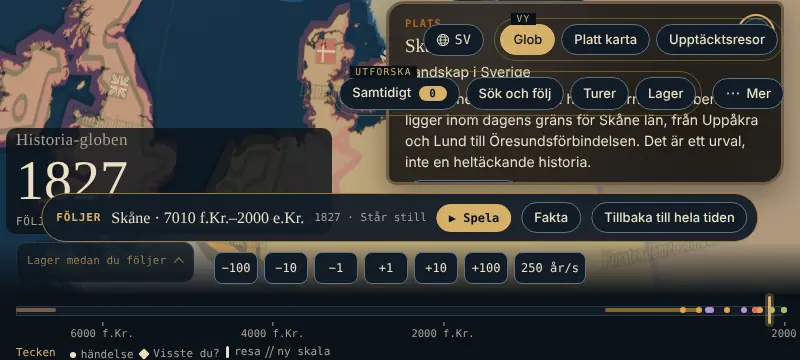 PLATS
VY
SV
Glob
Platt karta
Upptäcktsresor
Landskap i Sverige
UTFORSKA
Samtidigt 0
Sök och följ
Turer
Lager
··· Mer
ligger inom dagens gräns för Skåne län, från Uppåkra
och Lund till Öresundsförbindelsen. Det är ett urval,
inte en heltäckande historia.
Historia-globen
1827
FÖLJER Skåne · 7010 f.Kr.–2000 e.Kr. 1827 · Står still ▶ Spela Fakta Tillbaka till hela tiden
Lager medan du följer
−100 −10 −1 +1 +10 +100 250 år/s
6000 f.Kr. 4000 f.Kr. 2000 f.Kr. 2000
Tecken händelse Visste du? resa // ny skala